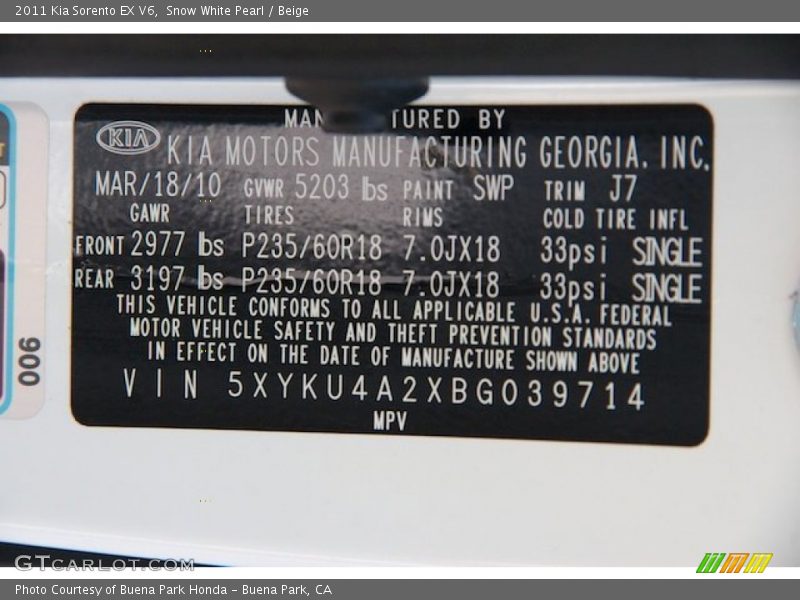 2011 Kia Sorento EX V6, Snow White Pearl / Beige
MAN TURED BY
KIA KIA MOTORS MANUFACTURING GEORGIA, INC.
MAR/18/10 GVWR 5203 lbs PAINT SWP TRIM J7
GAWR TIRES RIMS COLD TIRE INFL
FRONT 2977 lbs P235/60R18 7.0JX18 33psi SINGLE
REAR 3197 lbs P235/60R18 7.0JX18 33psi SINGLE
THIS VEHICLE CONFORMS TO ALL APPLICABLE U.S.A. FEDERAL
MOTOR VEHICLE SAFETY AND THEFT PREVENTION STANDARDS
IN EFFECT ON THE DATE OF MANUFACTURE SHOWN ABOVE
VIN 5XYKU4A2XBG039714
MPV
006
GTCARLOT.COM
Photo Courtesy of Buena Park Honda - Buena Park, CA